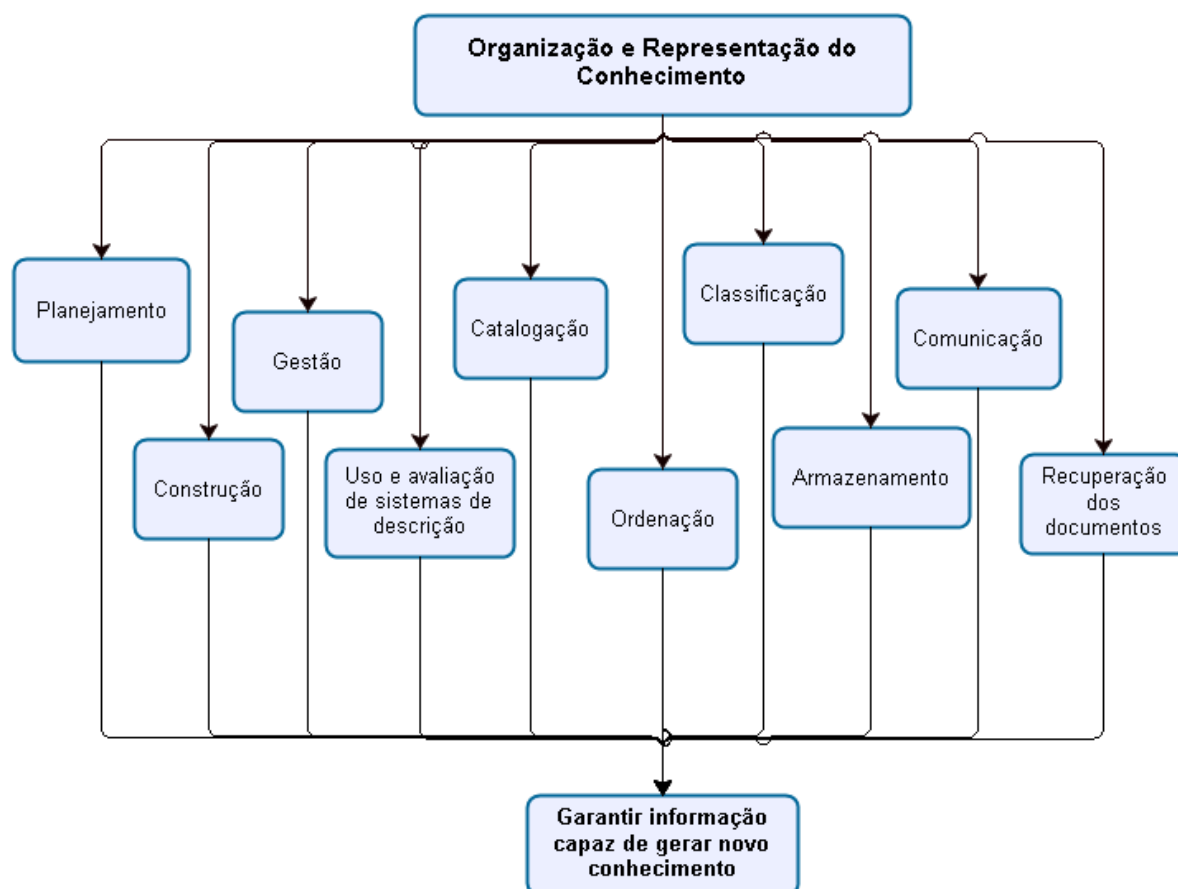 Organização e Representação do
Conhecimento
Planejamento
Construção
Gestão
Uso e avaliação
de sistemas de
descrição
Catalogação
Ordenação
Classificação
Armazenamento
Comunicação
Recuperação
dos
documentos
Garantir informação
capaz de gerar novo
conhecimento